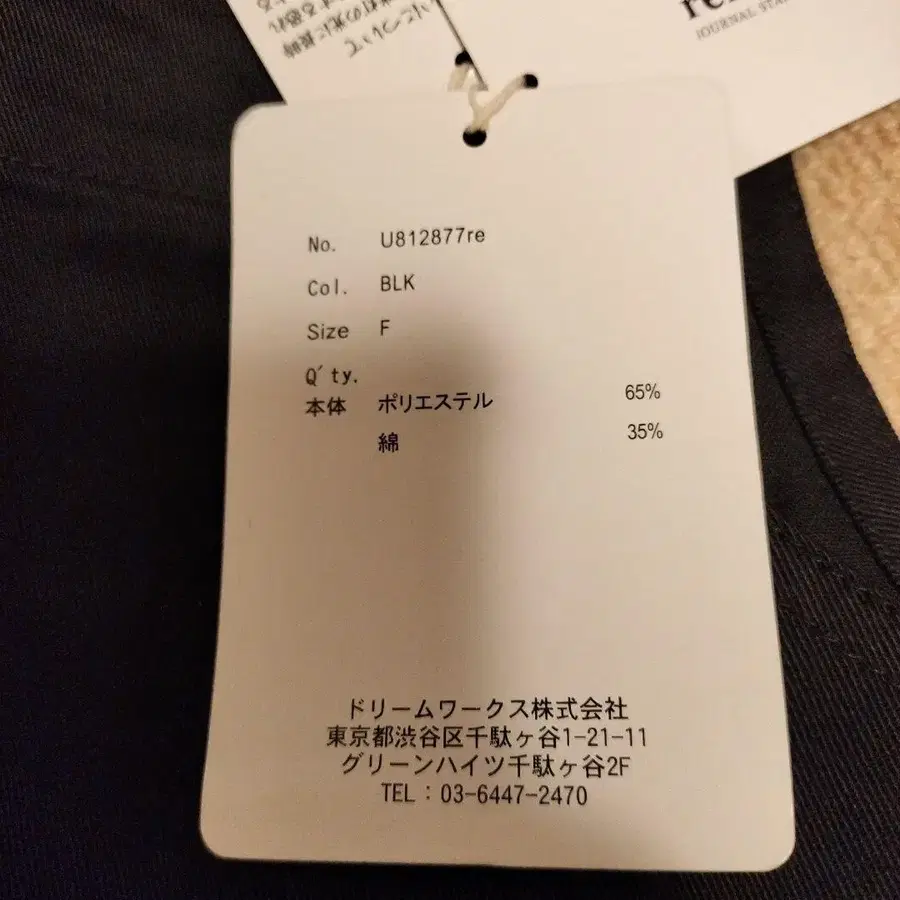 JOURNAL
No. U812877re
Col. BLK
Size F
Q'ty.
本体 ポリエステル 65%
綿 35%
ドリームワークス株式会社
東京都渋谷区千駄ヶ谷1-21-11
グリーンハイツ千駄ヶ谷2F
TEL：03-6447-2470